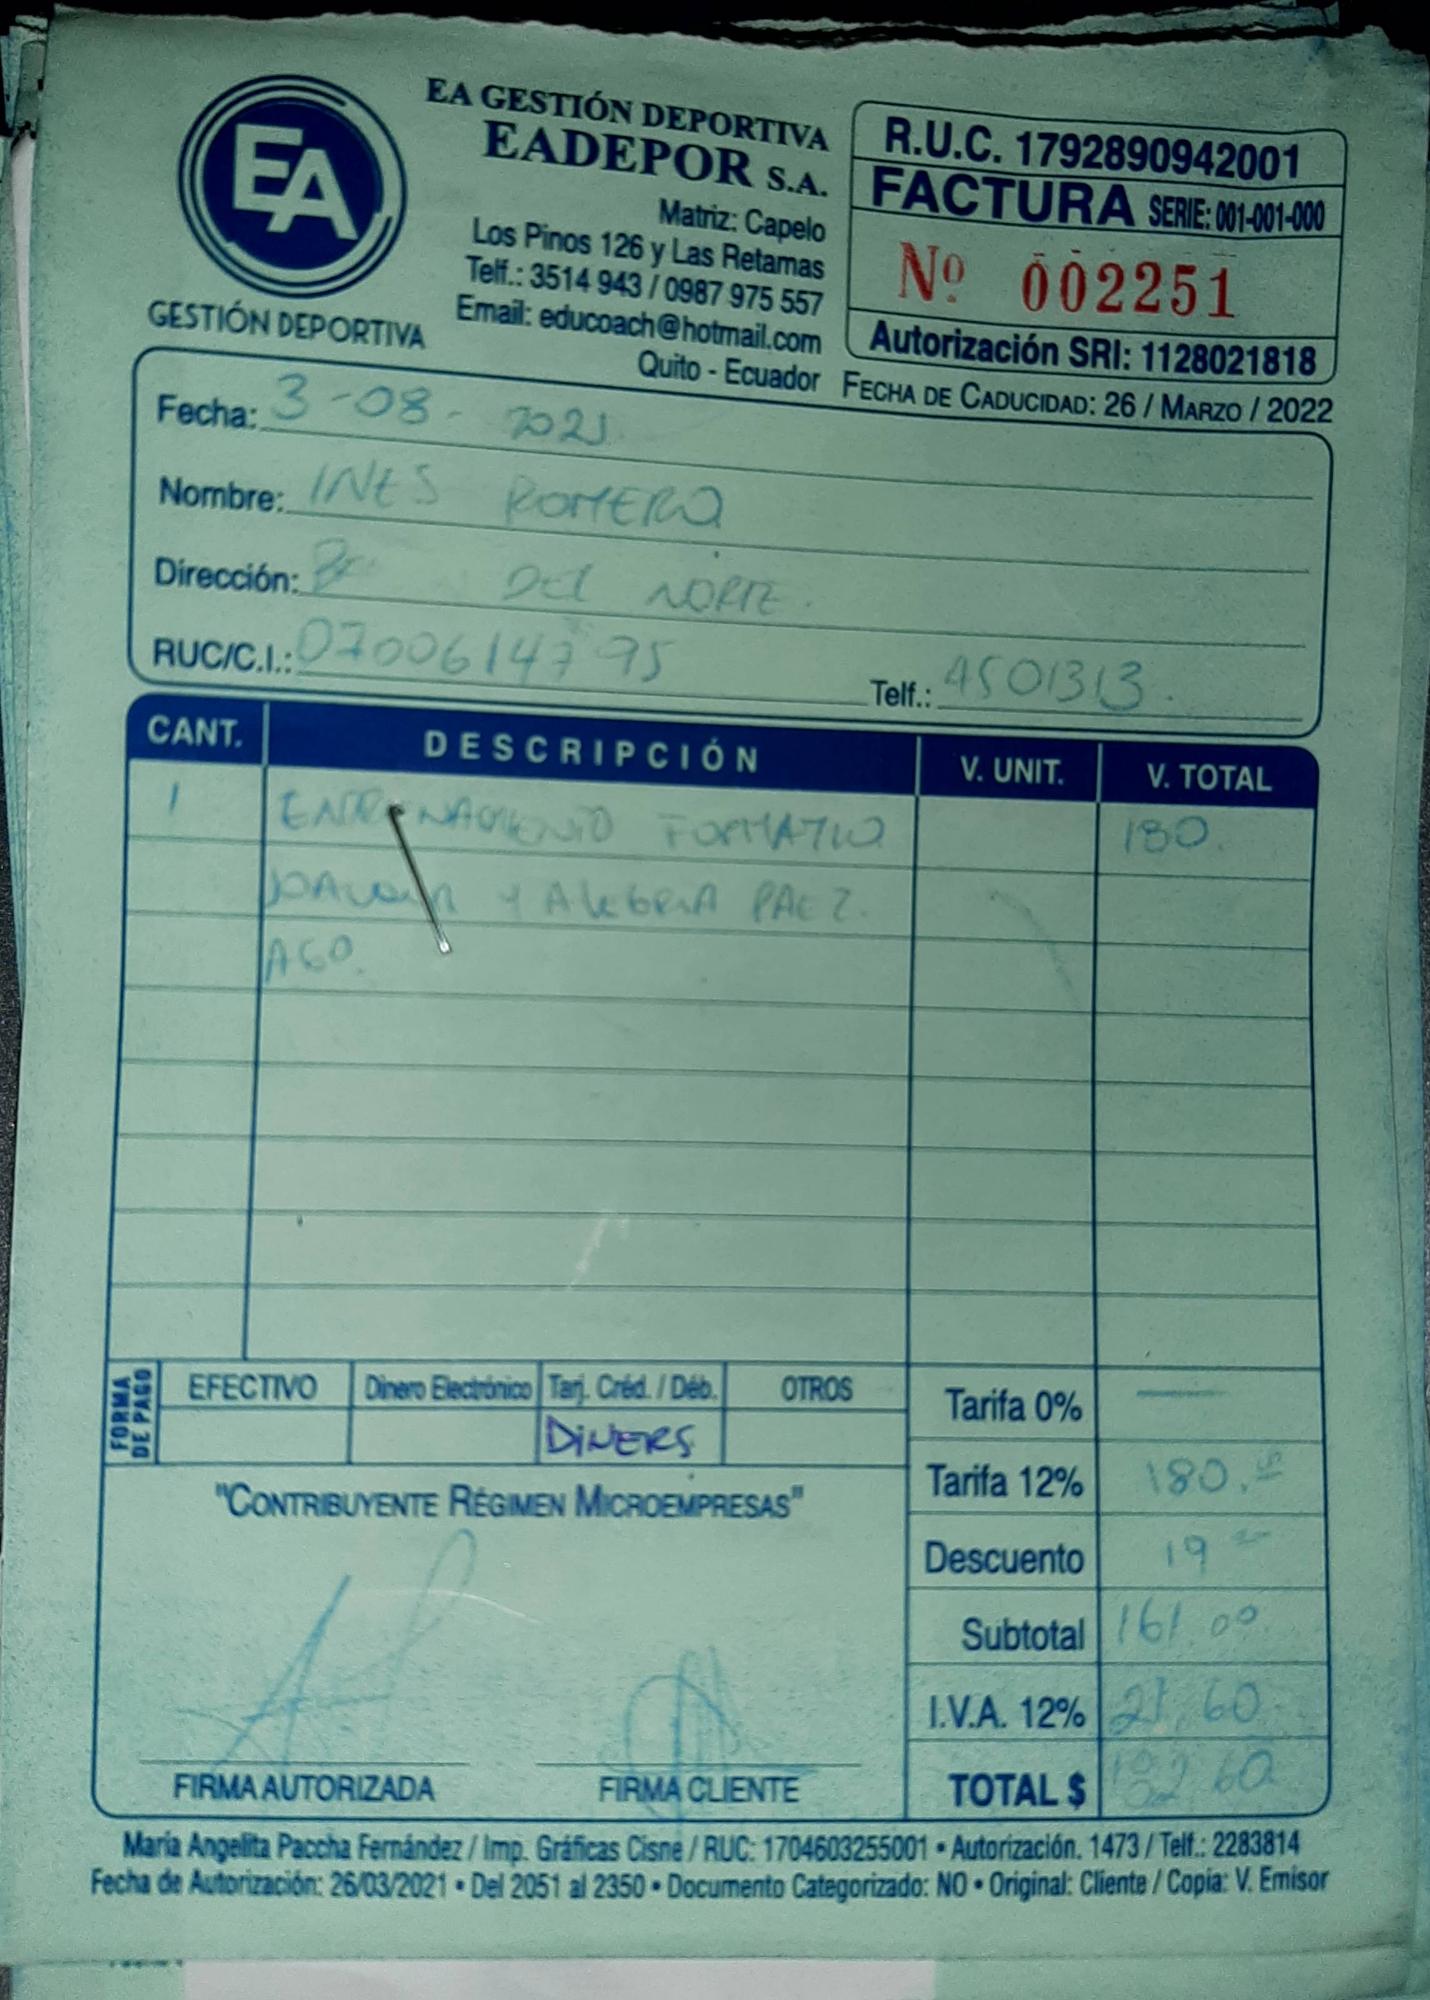 EA
GESTIÓN DEPORTIVA
EA GESTIÓN DEPORTIVA
EADEPOR S.A.
Matriz: Capelo
Los Pinos 126 y Las Retamas
Telf.: 3514 943 / 0987 975 557
Email: educoach@hotmail.com
Quito - Ecuador
R.U.C. 1792890942001
FACTURA SERIE: 001-001-000
Nº 002251
Autorización SRI: 1128021818
FECHA DE CADUCIDAD: 26 / MARZO / 2022
Fecha: 3-08-2021
Nombre: INES ROMERO
Dirección: DEL NORTE.
RUC/C.I.: 0700614795 Telf.: 4501313.
CANT. DESCRIPCIÓN V. UNIT. V. TOTAL
1 ENTRENAMIENTO FORMATIVO 180.
Y ALEGRIA PAEZ.
AGO.
FORMA DE PAGO
EFECTIVO Dinero Electrónico Tarj. Créd. / Déb. OTROS
DINERS
Tarifa 0%
Tarifa 12% 180.
Descuento 19
Subtotal 161.00
I.V.A. 12% 21.60
TOTAL $ 182.60
"CONTRIBUYENTE RÉGIMEN MICROEMPRESAS"
FIRMA AUTORIZADA FIRMA CLIENTE
María Angelita Paccha Fernández / Imp. Gráficas Cisne / RUC: 1704603255001 • Autorización. 1473 / Telf.: 2283814
Fecha de Autorización: 26/03/2021 • Del 2051 al 2350 • Documento Categorizado: NO • Original: Cliente / Copia: V. Emisor